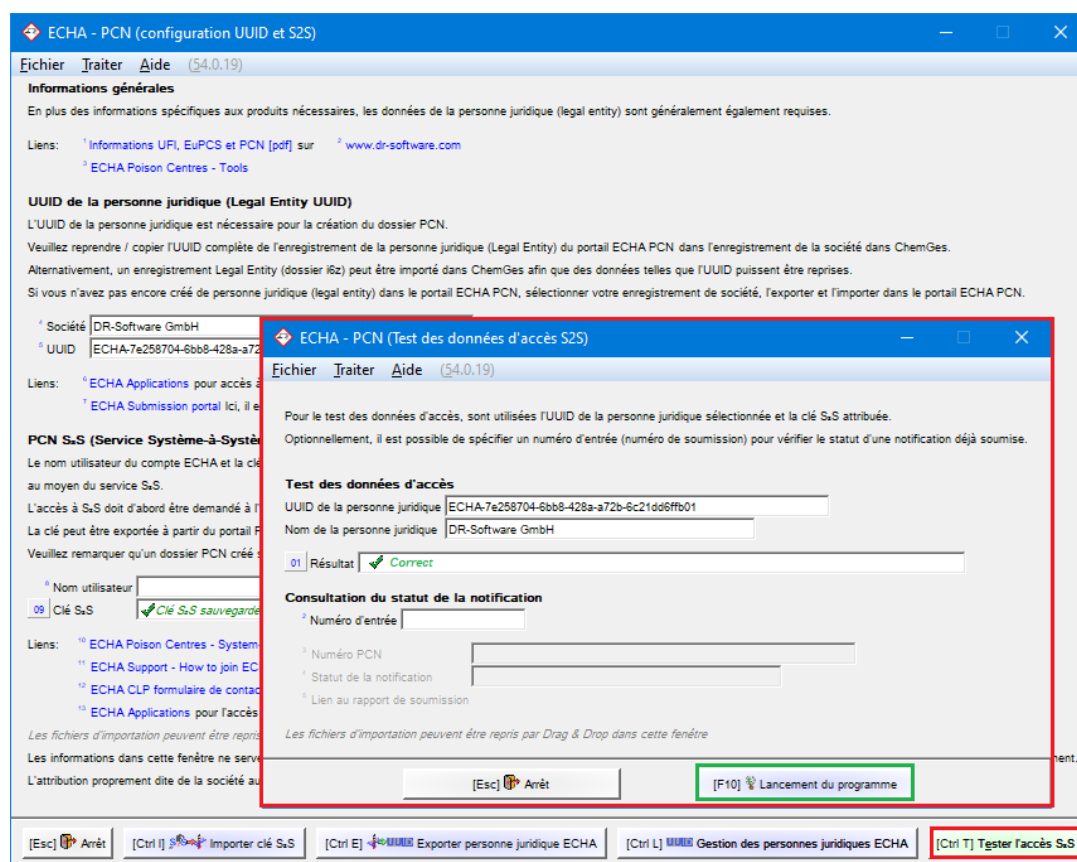 ECHA - PCN (configuration UUID et S2S)
Fichier Traiter Aide (54.0.19)
Informations générales
En plus des informations spécifiques aux produits nécessaires, les données de la personne juridique (legal entity) sont généralement également requises.
Liens: 1 Informations UFI, EuPCS et PCN [pdf] sur 2 www.dr-software.com
3 ECHA Poison Centres - Tools
UUID de la personne juridique (Legal Entity UUID)
L'UUID de la personne juridique est nécessaire pour la création du dossier PCN.
Veuillez reprendre / copier l'UUID complète de l'enregistrement de la personne juridique (Legal Entity) du portail ECHA PCN dans l'enregistrement de la société dans ChemGes.
Alternativement, un enregistrement Legal Entity (dossier i6z) peut être importé dans ChemGes afin que des données telles que l'UUID puissent être reprises.
Si vous n'avez pas encore créé de personne juridique (legal entity) dans le portail ECHA PCN, sélectionner votre enregistrement de société, l'exporter et l'importer dans le portail ECHA PCN.
4 Société DR-Software GmbH
5 UUID ECHA-7e258704-6bb8-428a-a72
Liens: 6 ECHA Applications pour accès à
7 ECHA Submission portal Ici, il e
PCN S2S (Service Système-à-Systè
Le nom utilisateur du compte ECHA et la clé
au moyen du service S2S.
L'accès à S2S doit d'abord être demandé à l'
La clé peut être exportée à partir du portail P
Veuillez remarquer qu'un dossier PCN créé s
8 Nom utilisateur
09 Clé S2S Clé S2S sauvegardé
Liens: 10 ECHA Poison Centres - System-
11 ECHA Support - How to join EC
12 ECHA CLP formulaire de contac
13 ECHA Applications pour l'accès
Les fichiers d'importation peuvent être repris
Les informations dans cette fenêtre ne serve
ment.
L'attribution proprement dite de la société au
[Esc] Arrêt
[Ctrl I] Importer clé S2S
[Ctrl E] UUID Exporter personne juridique ECHA
[Ctrl L] UUID Gestion des personnes juridiques ECHA
[Ctrl T] Tester l'accès S2S
ECHA - PCN (Test des données d'accès S2S)
Fichier Traiter Aide (54.0.19)
Pour le test des données d'accès, sont utilisées l'UUID de la personne juridique sélectionnée et la clé S2S attribuée.
Optionnellement, il est possible de spécifier un numéro d'entrée (numéro de soumission) pour vérifier le statut d'une notification déjà soumise.
Test des données d'accès
UUID de la personne juridique ECHA-7e258704-6bb8-428a-a72b-6c21dd6ffb01
Nom de la personne juridique DR-Software GmbH
01 Résultat Correct
Consultation du statut de la notification
2 Numéro d'entrée
3 Numéro PCN
4 Statut de la notification
5 Lien au rapport de soumission
Les fichiers d'importation peuvent être repris par Drag & Drop dans cette fenêtre
[Esc] Arrêt
[F10] Lancement du programme